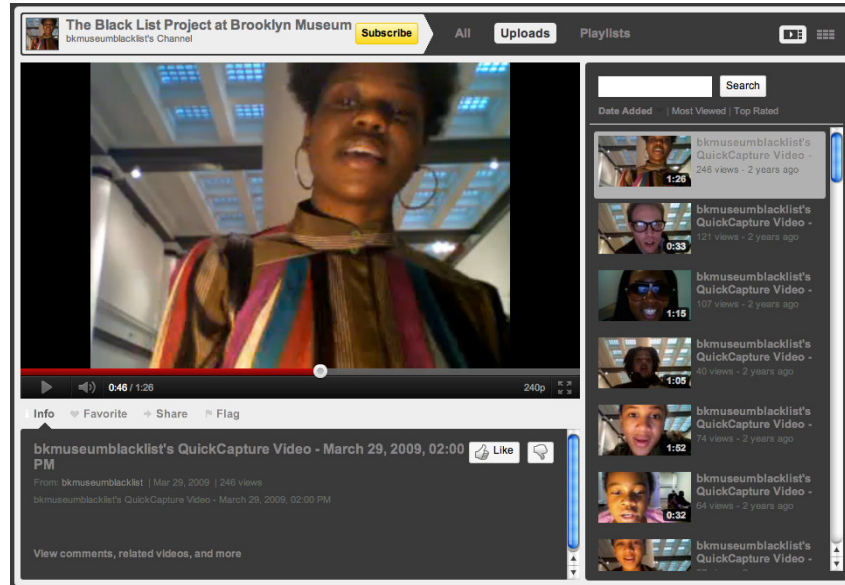 The Black List Project at Brooklyn Museum
bkmuseumblacklist's Channel
Subscribe
All
Uploads
Playlists
Search
Date Added | Most Viewed | Top Rated
bkmuseumblacklist's
QuickCapture Video -
246 views - 2 years ago
1:26
bkmuseumblacklist's
QuickCapture Video -
121 views - 2 years ago
0:33
bkmuseumblacklist's
QuickCapture Video -
107 views - 2 years ago
1:15
bkmuseumblacklist's
QuickCapture Video -
40 views - 2 years ago
1:05
bkmuseumblacklist's
QuickCapture Video -
74 views - 2 years ago
1:52
bkmuseumblacklist's
QuickCapture Video -
64 views - 2 years ago
0:32
bkmuseumblacklist's
QuickCapture Video -
0:46 / 1:26
240p
Info
Favorite
Share
Flag
bkmuseumblacklist's QuickCapture Video - March 29, 2009, 02:00
PM
Like
From: bkmuseumblacklist | Mar 29, 2009 | 246 views
bkmuseumblacklist's QuickCapture Video - March 29, 2009, 02:00 PM
View comments, related videos, and more